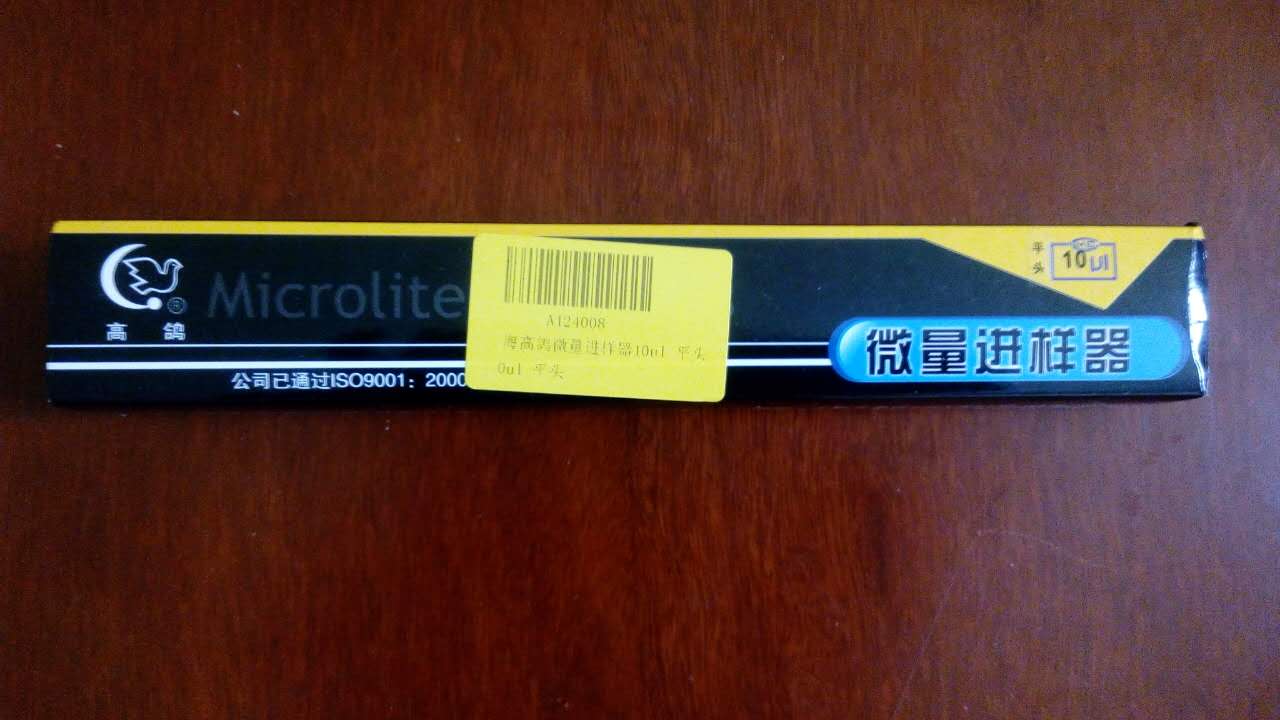 Microlite
高鸽
公司已通过ISO9001:2000
A124008
海高鸽微量进样器10ul 平头
0ul 平头
平头
10ul
微量进样器